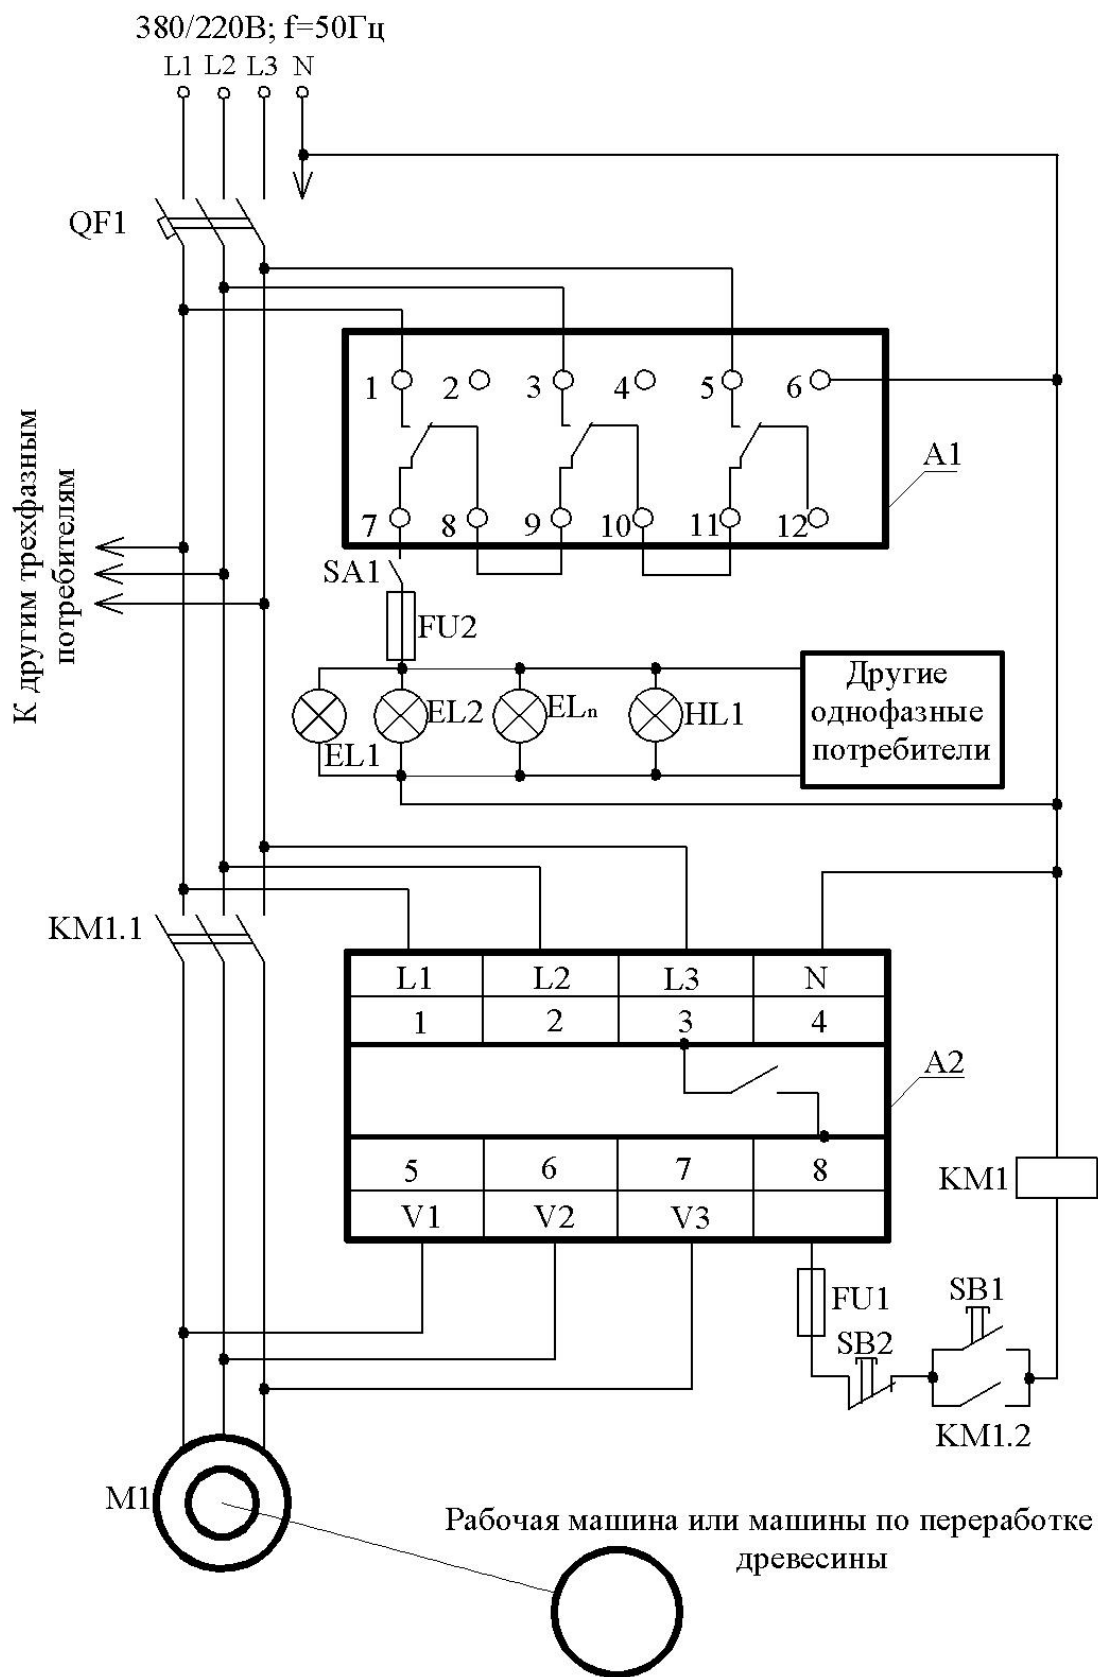 380/220В; f=50Гц
L1 L2 L3 N
QF1
1 2 3 4 5 6
A1
7 8 9 10 11 12
К другим трехфазным
потребителям
SA1
FU2
EL1
EL2
ELn
HL1
Другие
однофазные
потребители
KM1.1
L1 L2 L3 N
1 2 3 4
A2
5 6 7 8
V1 V2 V3
KM1
FU1
SB1
SB2
KM1.2
M1
Рабочая машина или машины по переработке
древесины